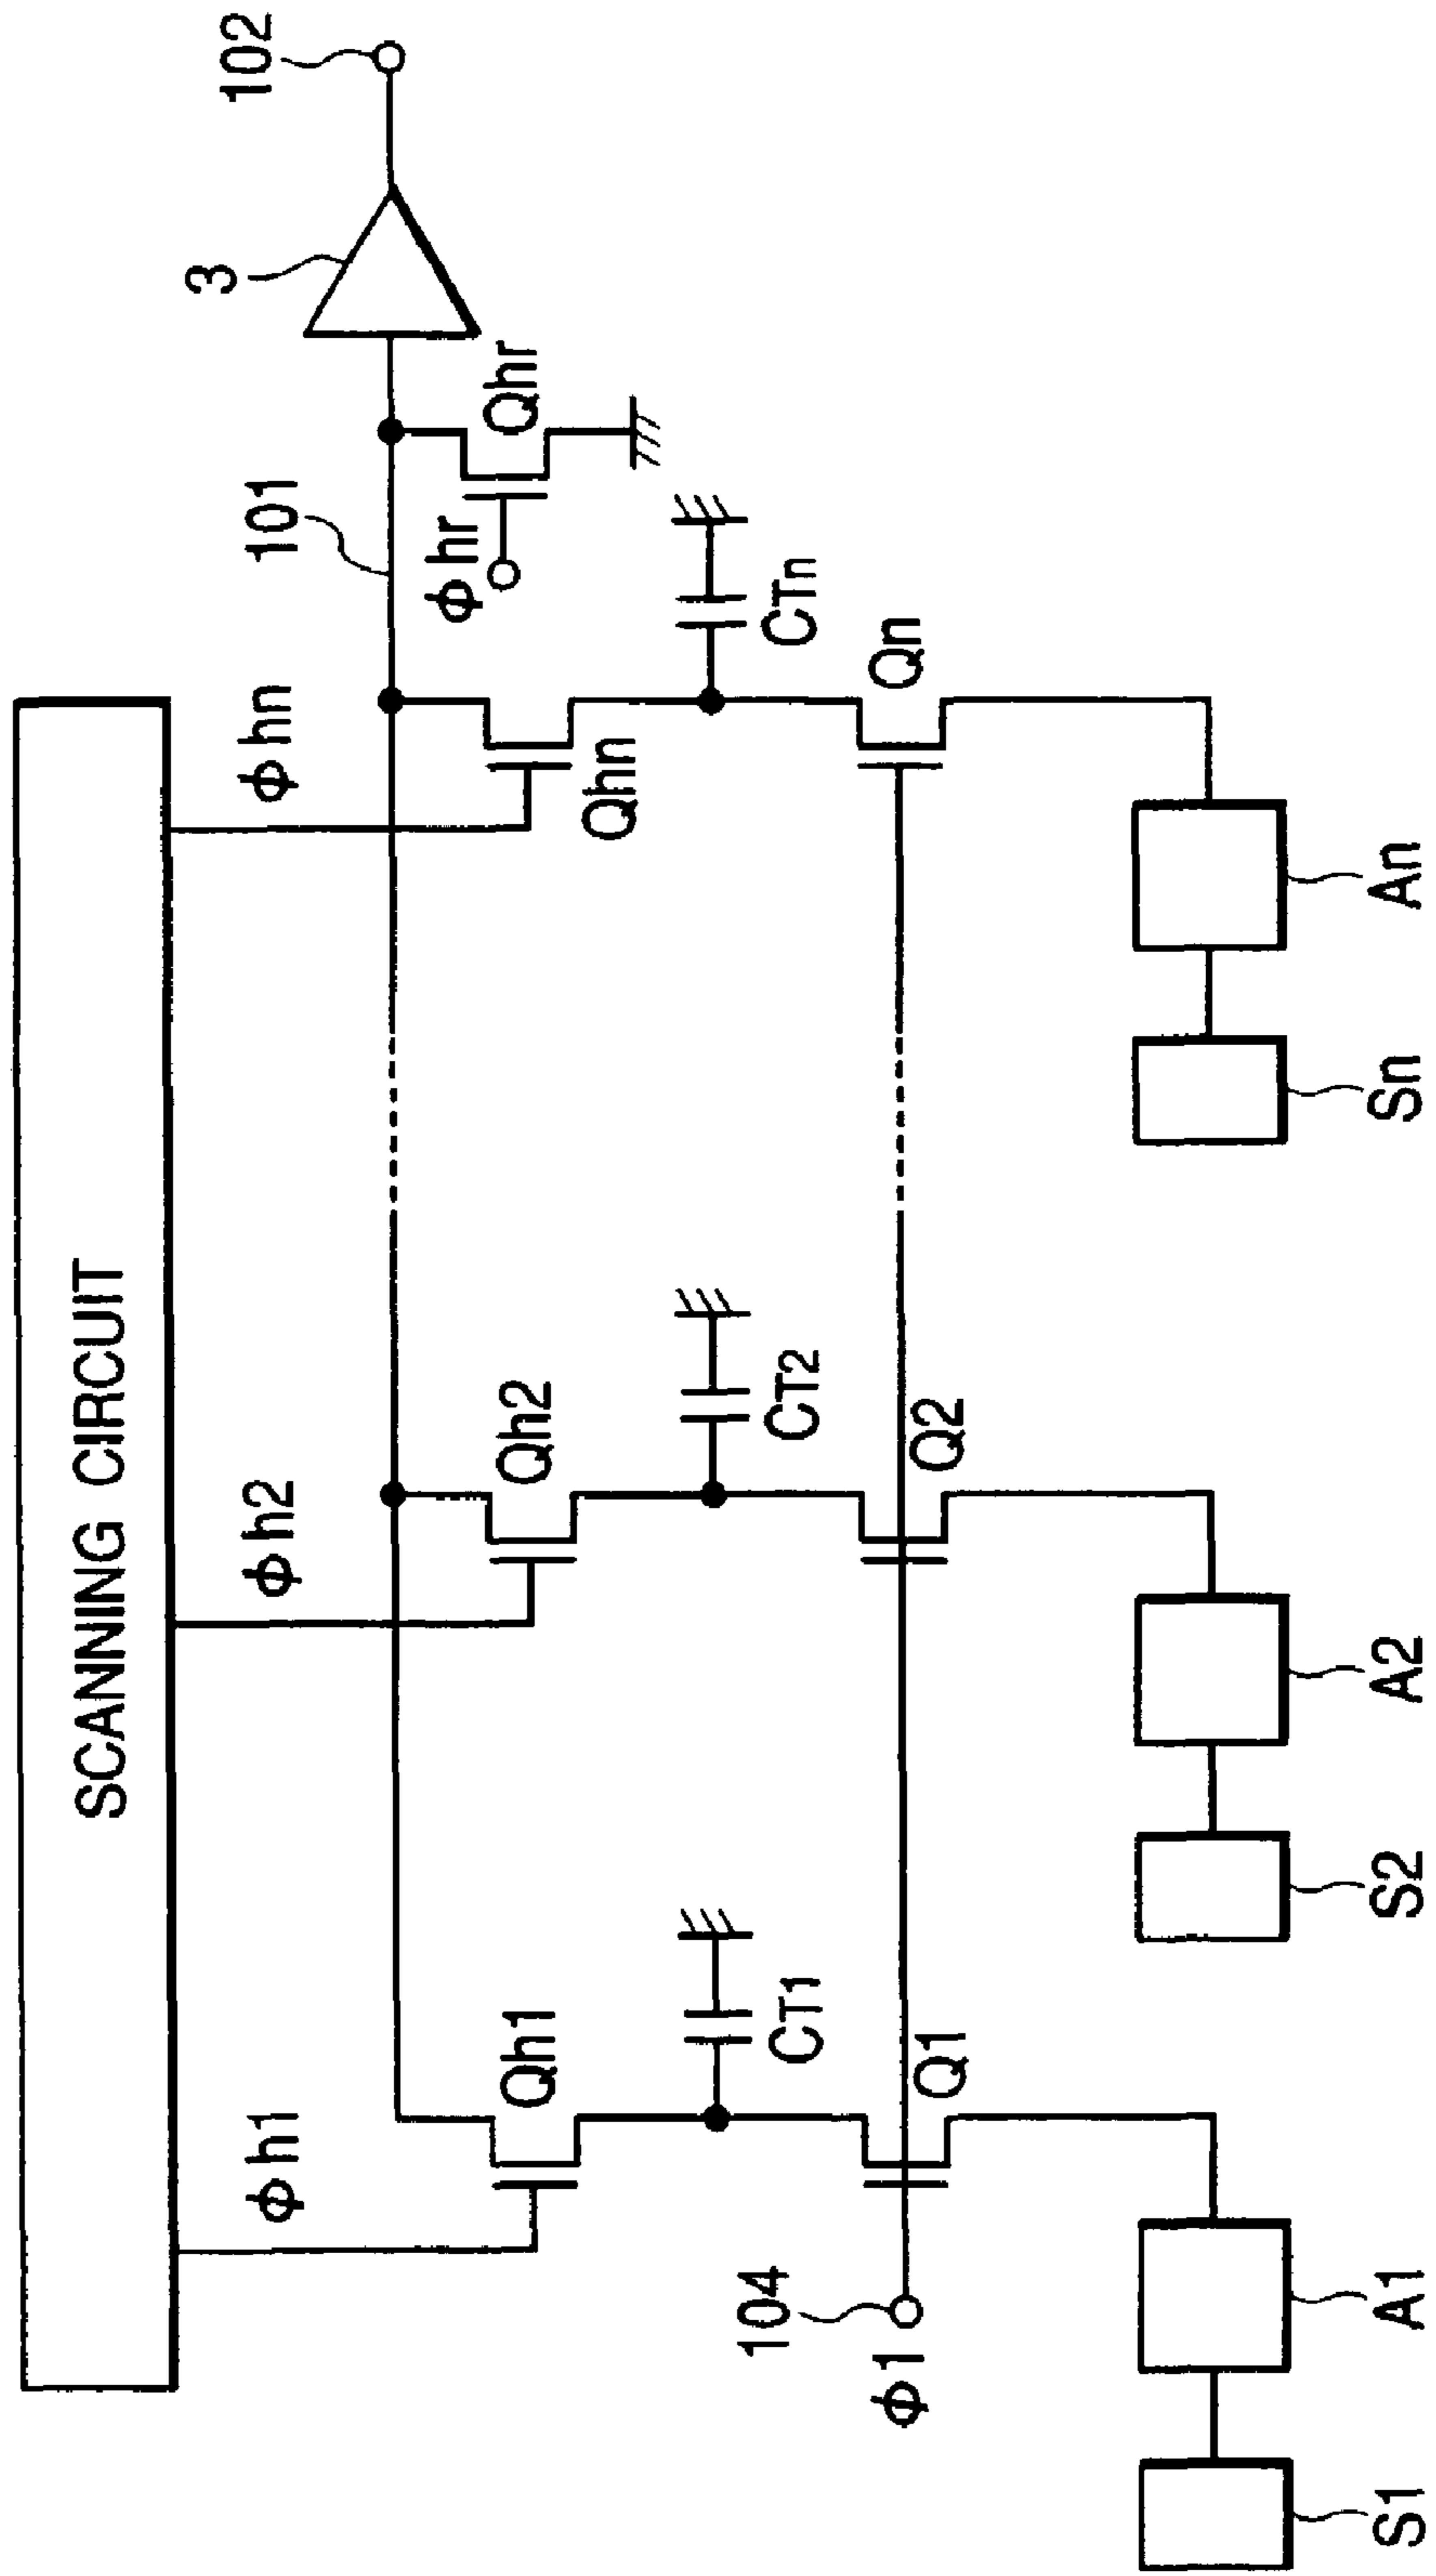 SCANNING CIRCUIT
102
3
101
ϕh1
ϕh2
ϕhn
Qh1
Qh2
Qhn
ϕhr
Qhr
CT1
CT2
CTn
104
ϕ1
Q1
Q2
Qn
S1
A1
S2
A2
Sn
An